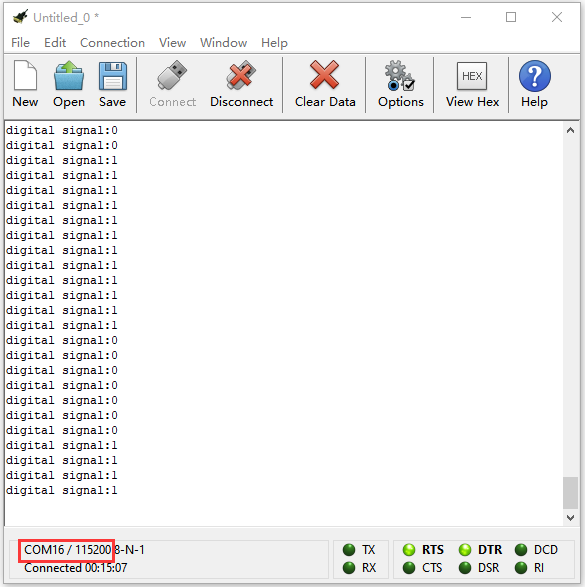 Untitled_0 *
File Edit Connection View Window Help
New Open Save Connect Disconnect Clear Data Options HEX View Hex ? Help
digital signal:0
digital signal:0
digital signal:1
digital signal:1
digital signal:1
digital signal:1
digital signal:1
digital signal:1
digital signal:1
digital signal:1
digital signal:1
digital signal:1
digital signal:1
digital signal:1
digital signal:0
digital signal:0
digital signal:0
digital signal:0
digital signal:0
digital signal:0
digital signal:0
digital signal:1
digital signal:1
digital signal:1
digital signal:1
COM16 / 115200 8-N-1 TX RTS DTR DCD
Connected 00:15:07 RX CTS DSR RI